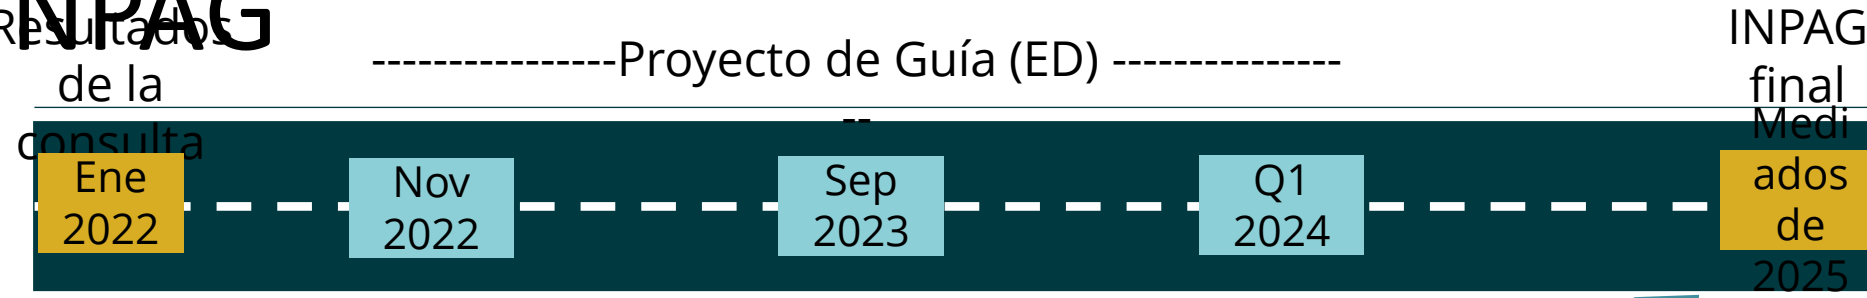 INPAG
Resultados
de la
consulta
----------------Proyecto de Guía (ED) ---------------
--
INPAG
final
Ene
2022
Nov
2022
Sep
2023
Q1
2024
Medi
ados
de
2025